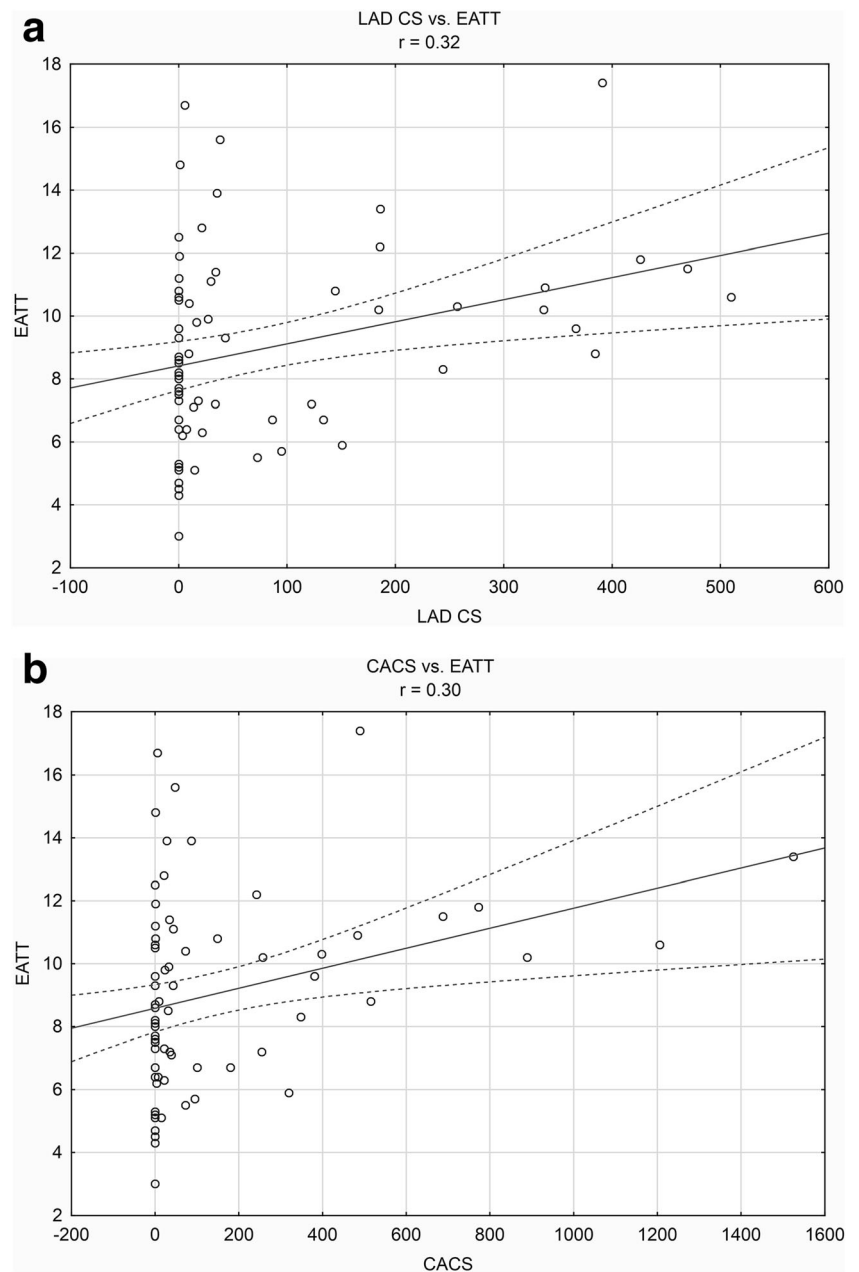 a
LAD CS vs. EATT
r = 0.32
18
16
14
12
10
8
6
4
2
EATT
-100 0 100 200 300 400 500 600
LAD CS
b
CACS vs. EATT
r = 0.30
18
16
14
12
10
8
6
4
2
EATT
-200 0 200 400 600 800 1000 1200 1400 1600
CACS